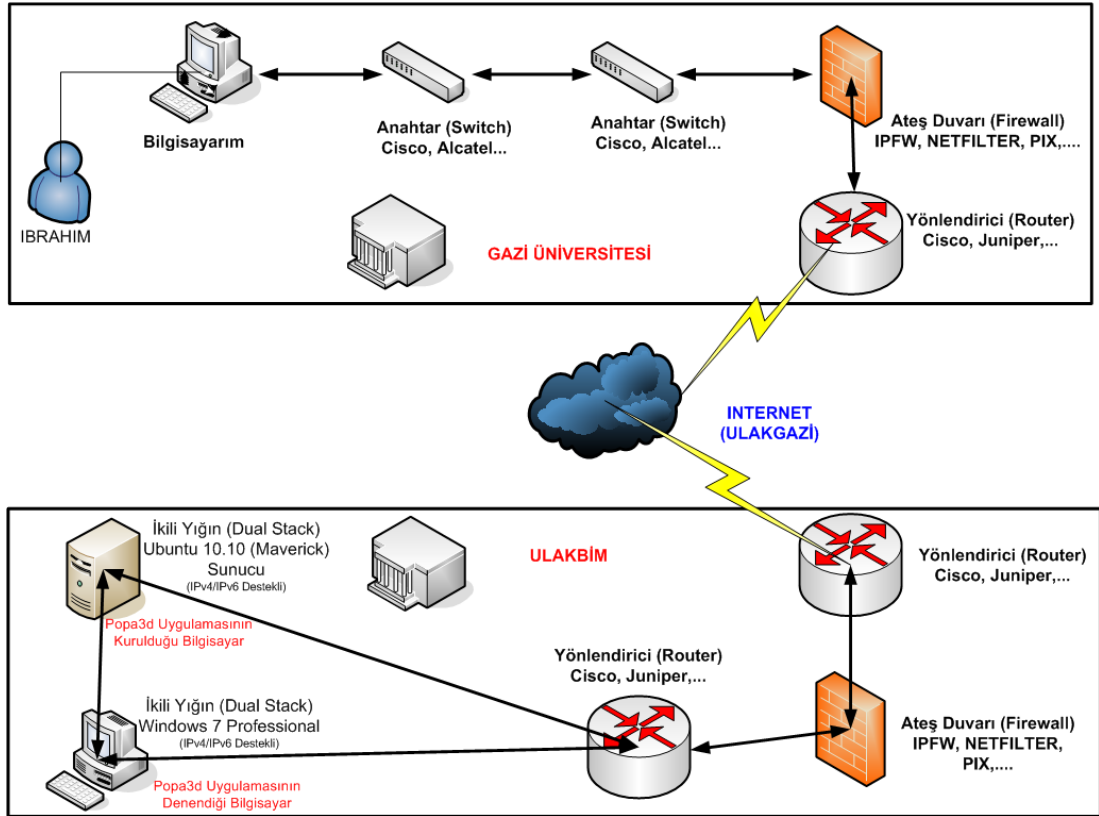 IBRAHIM
Bilgisayarım
Anahtar (Switch)
Cisco, Alcatel...
Anahtar (Switch)
Cisco, Alcatel...
Ateş Duvarı (Firewall)
IPFW, NETFILTER, PIX,....
GAZİ ÜNİVERSİTESİ
Yönlendirici (Router)
Cisco, Juniper,...
INTERNET
(ULAKGAZİ)
İkili Yığın (Dual Stack)
Ubuntu 10.10 (Maverick)
Sunucu
(IPv4/IPv6 Destekli)
Popa3d Uygulamasının
Kurulduğu Bilgisayar
ULAKBİM
Yönlendirici (Router)
Cisco, Juniper,...
İkili Yığın (Dual Stack)
Windows 7 Professional
(IPv4/IPv6 Destekli)
Popa3d Uygulamasının
Denendiği Bilgisayar
Yönlendirici (Router)
Cisco, Juniper,...
Ateş Duvarı (Firewall)
IPFW, NETFILTER,
PIX,....